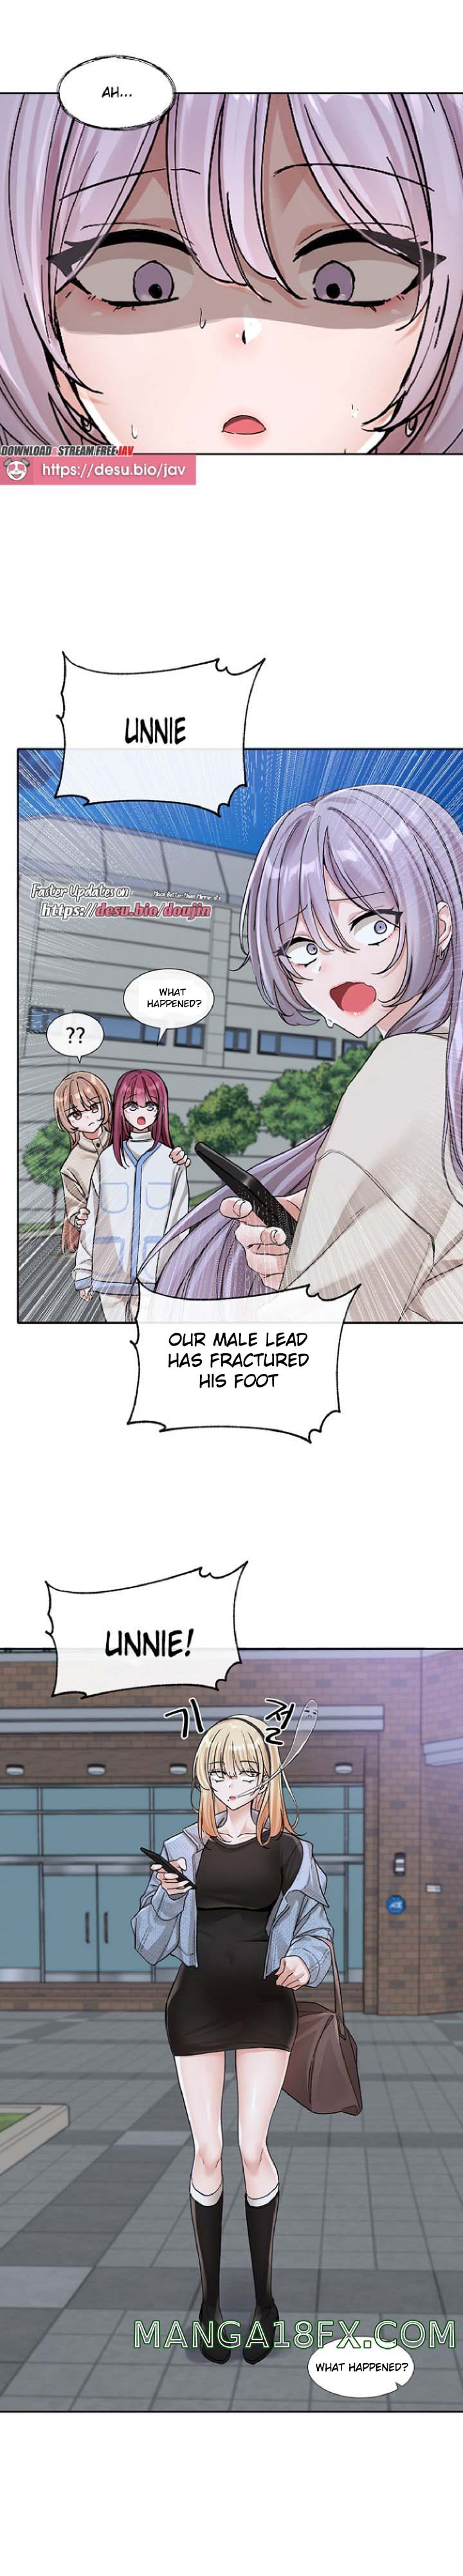 AH...
DOWNLOAD & STREAM FREE JAV
https://desu.bio/jav
UNNIE
Faster Updates on
https://desu.bio/doujin
WHAT
HAPPENED?
??
OUR MALE LEAD
HAS FRACTURED
HIS FOOT
UNNIE!
기
절
MANGA18FX.COM
WHAT HAPPENED?